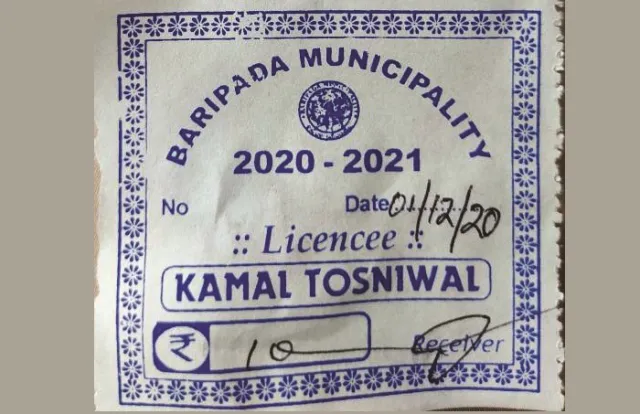 BARIPADA MUNICIPALITY
2020 - 2021
No Date 01/12/20
:: Licencee ::
KAMAL TOSNIWAL
₹ 10 Receiver